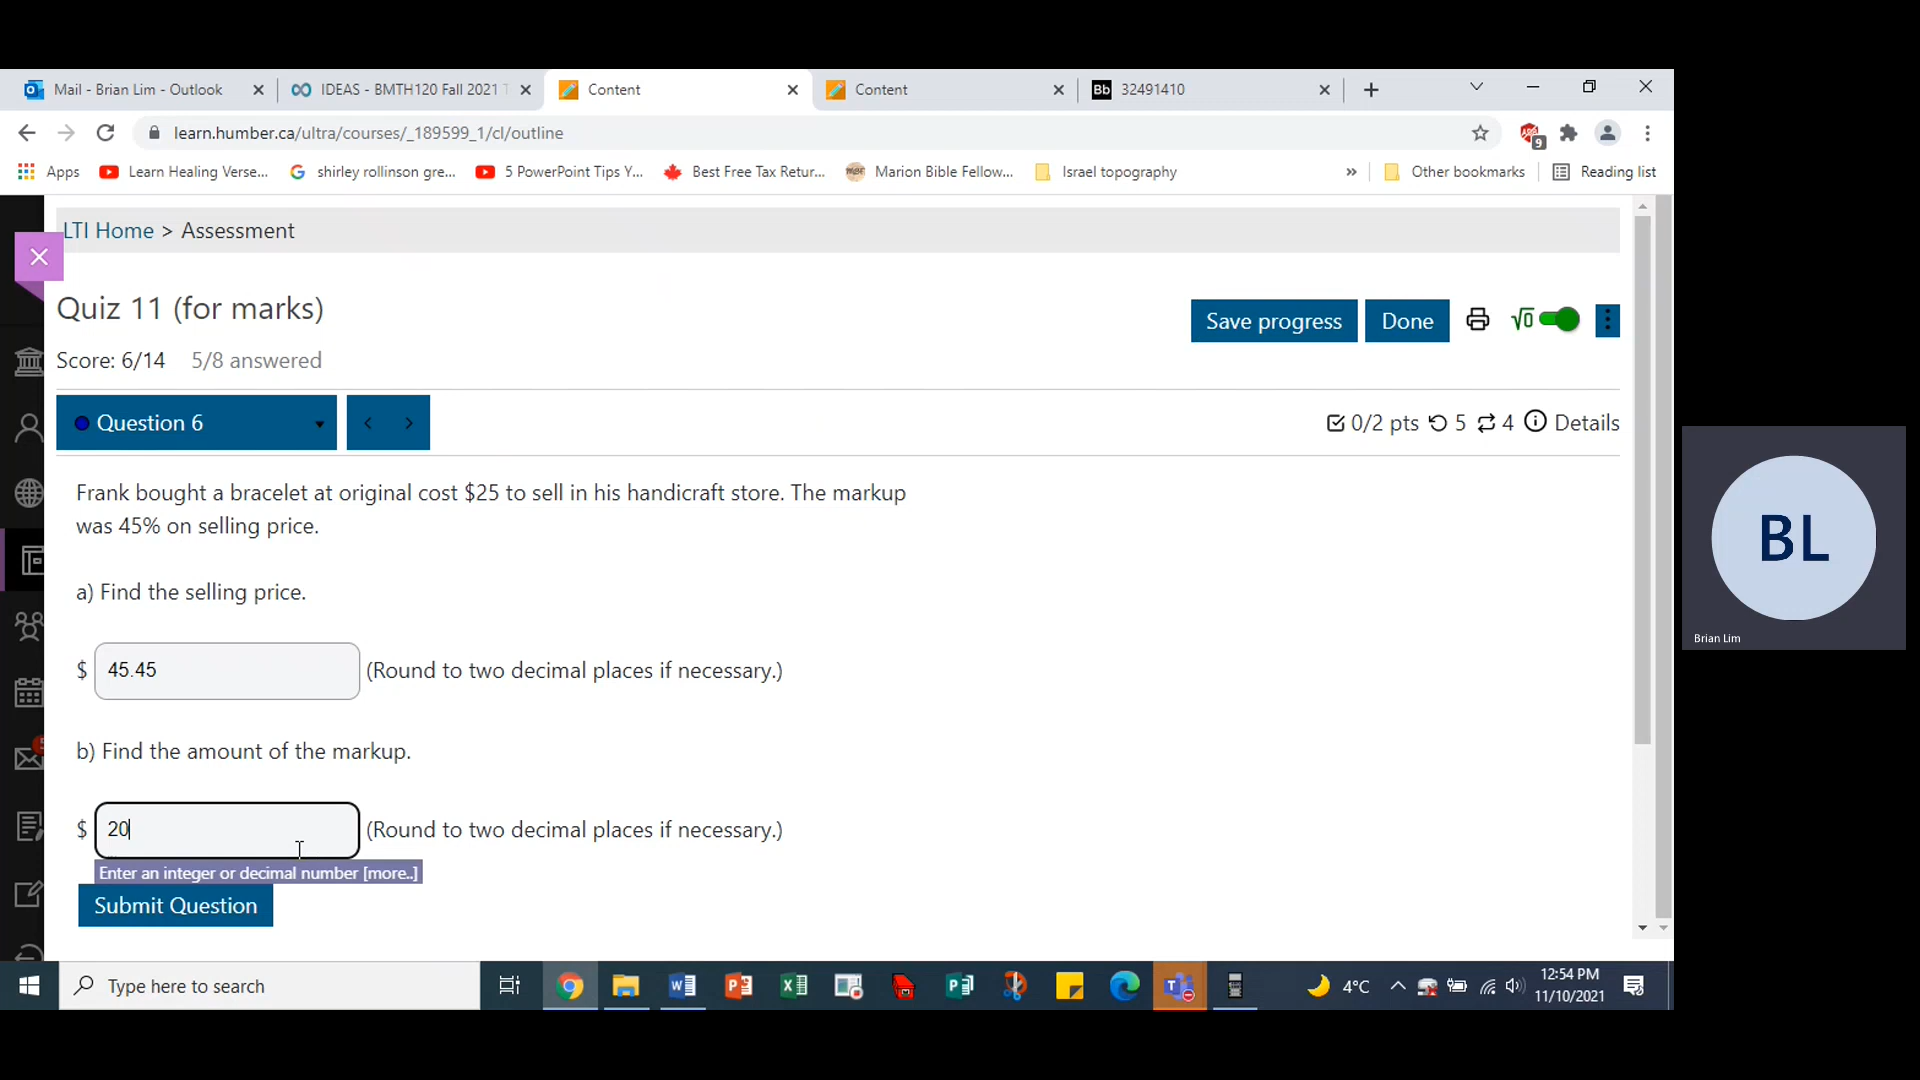 Mail - Brian Lim - Outlook
IDEAS - BMTH120 Fall 2021 T
Content
Content
Bb 32491410
learn.humber.ca/ultra/courses/_189599_1/cl/outline
9
Apps
Learn Healing Verse...
shirley rollinson gre...
5 PowerPoint Tips Y...
Best Free Tax Retur...
MBF Marion Bible Fellow...
Israel topography
»
Other bookmarks
Reading list
LTI Home > Assessment
Quiz 11 (for marks)
Save progress
Done
√0
Score: 6/14 5/8 answered
Question 6
< >
0/2 pts 5 4 Details
Frank bought a bracelet at original cost $25 to sell in his handicraft store. The markup
was 45% on selling price.
a) Find the selling price.
$ 45.45 (Round to two decimal places if necessary.)
b) Find the amount of the markup.
$ 20 (Round to two decimal places if necessary.)
Enter an integer or decimal number [more..]
Submit Question
BL
Brian Lim
Type here to search
4°C
12:54 PM
11/10/2021